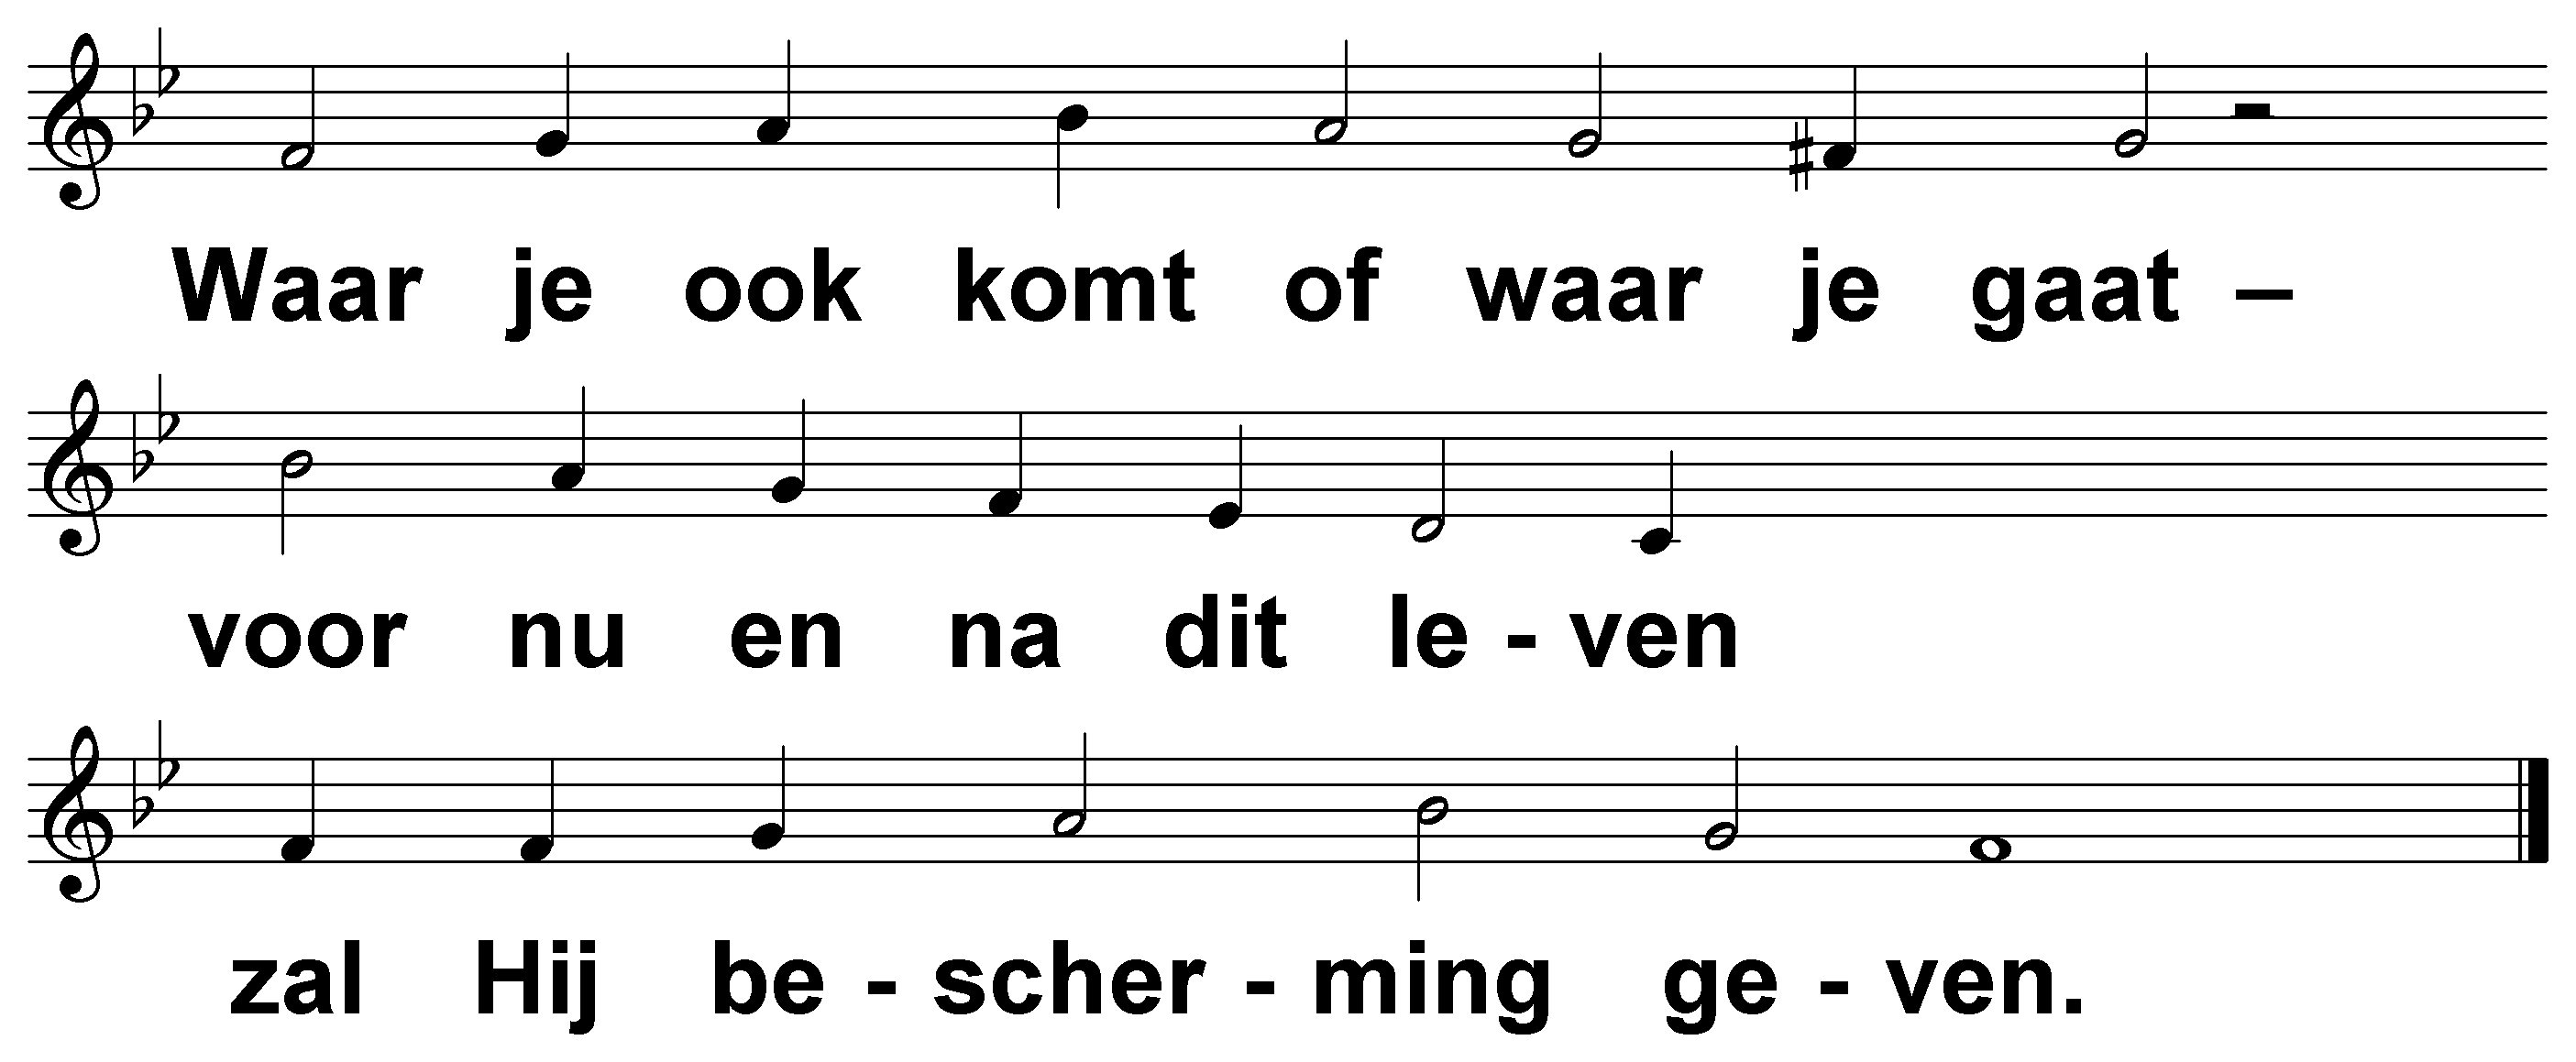 Waar je ook komt of waar je gaat –
voor nu en na dit le - ven
zal Hij be - scher - ming ge - ven.